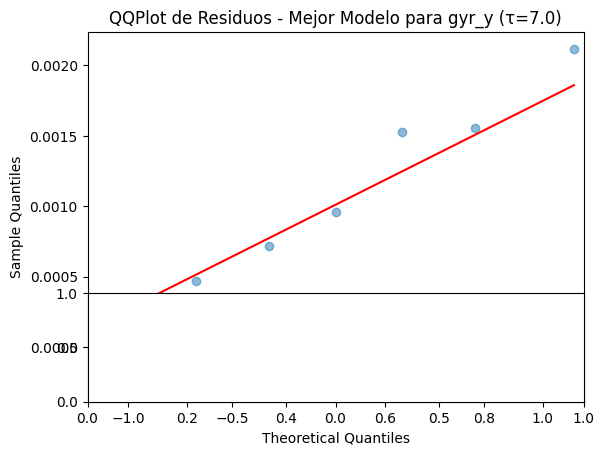 QQPlot de Residuos - Mejor Modelo para gyr_y (τ=7.0)
0.0020
0.0015
0.0010
0.0005
Sample Quantiles
1.0
0.0
0.0 −1.0 0.2 −0.5 0.4 0.0 0.6 0.5 0.8 1.0 1.0
Theoretical Quantiles